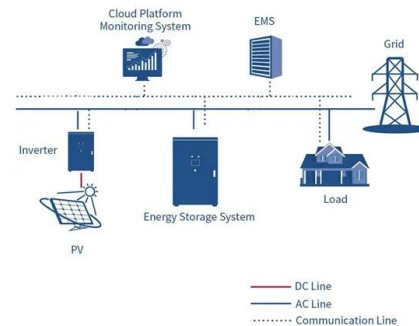 Cloud Platform
Monitoring System
EMS
Grid
Inverter
Energy Storage System
Load
PV
DC Line
AC Line
Communication Line